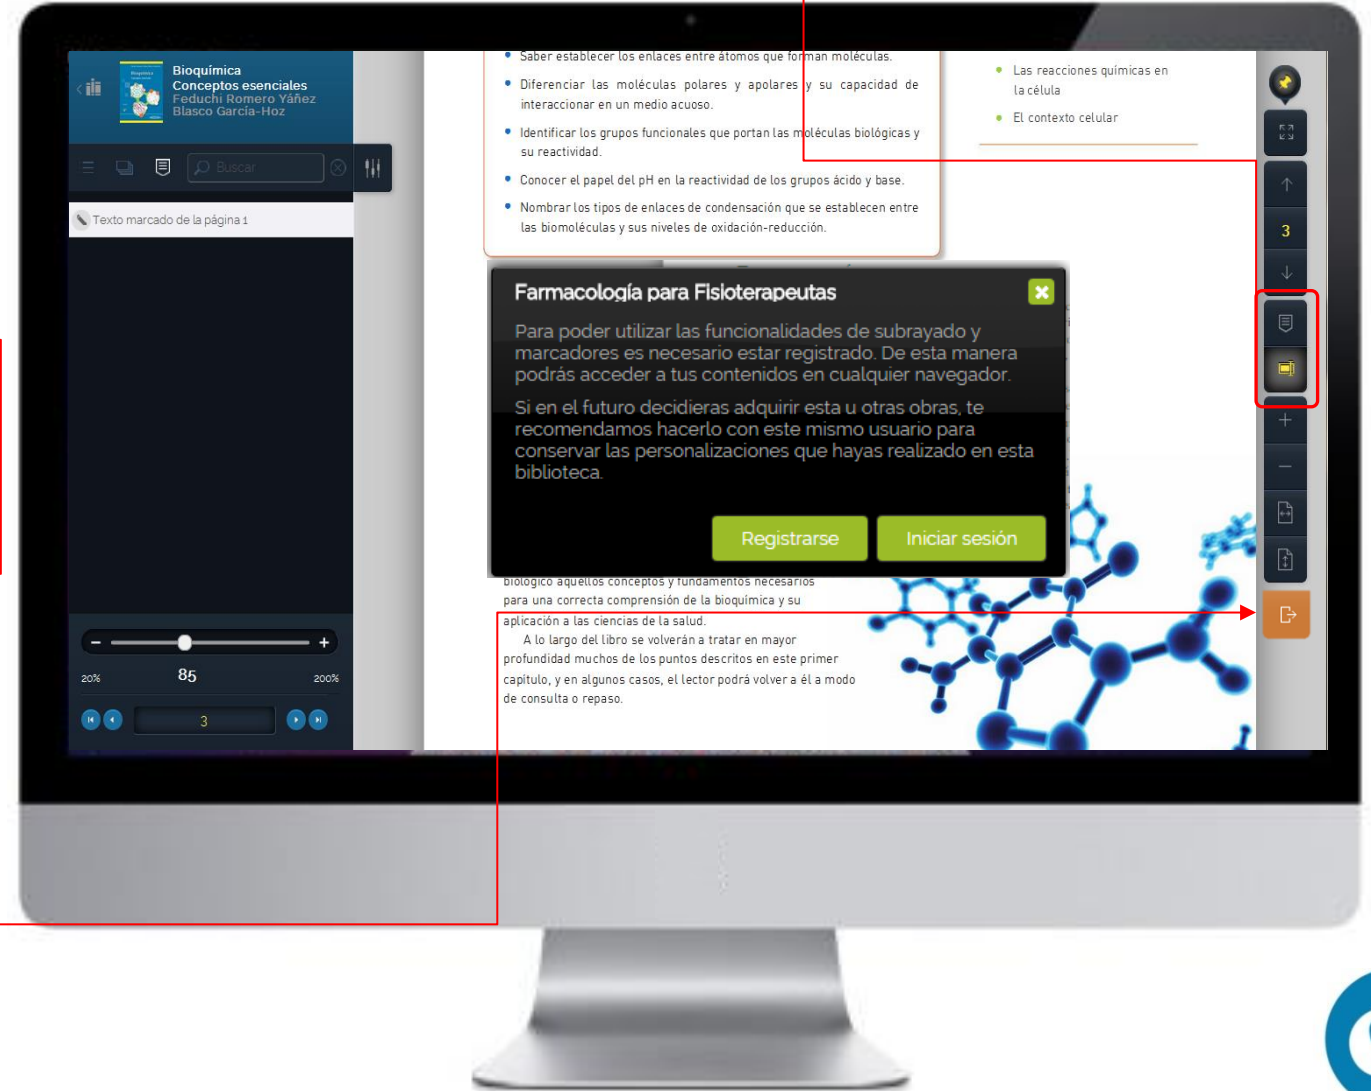 Bioquímica
Conceptos esenciales
Feduchi Romero Yáñez
Blasco García-Hoz
Buscar
Texto marcado de la página 1
20%
85
200%
3
Saber establecer los enlaces entre átomos que forman moléculas.
Diferenciar las moléculas polares y apolares y su capacidad de
interaccionar en un medio acuoso.
Identificar los grupos funcionales que portan las moléculas biológicas y
su reactividad.
Conocer el papel del pH en la reactividad de los grupos ácido y base.
Nombrar los tipos de enlaces de condensación que se establecen entre
las biomoléculas y sus niveles de oxidación-reducción.
Las reacciones químicas en
la célula
El contexto celular
Farmacología para Fisioterapeutas
Para poder utilizar las funcionalidades de subrayado y
marcadores es necesario estar registrado. De esta manera
podrás acceder a tus contenidos en cualquier navegador.
Si en el futuro decidieras adquirir esta u otras obras, te
recomendamos hacerlo con este mismo usuario para
conservar las personalizaciones que hayas realizado en esta
biblioteca.
Registrarse
Iniciar sesión
biológico aquellos conceptos y fundamentos necesarios
para una correcta comprensión de la bioquímica y su
aplicación a las ciencias de la salud.
A lo largo del libro se volverán a tratar en mayor
profundidad muchos de los puntos descritos en este primer
capítulo, y en algunos casos, el lector podrá volver a él a modo
de consulta o repaso.
3